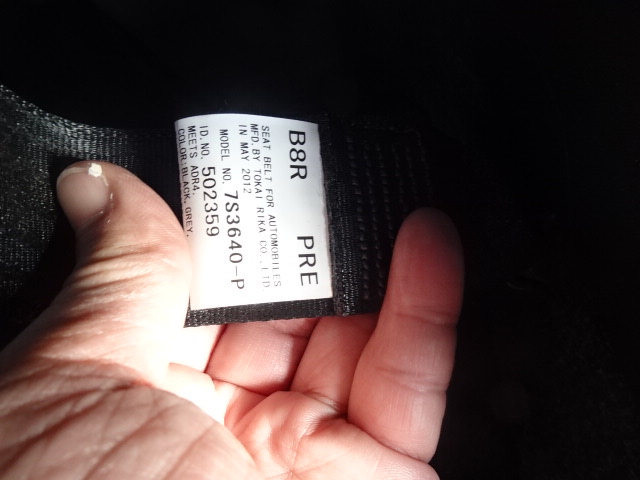 B8R PRE
SEAT BELT FOR AUTOMOBILES
MFD.BY TOKAI RIKA CO.,LTD
IN MAY 2012
MODEL NO. 7S3640-P
ID.NO. 502359
MEETS ADR4,
COLOR:BLACK,GREY,